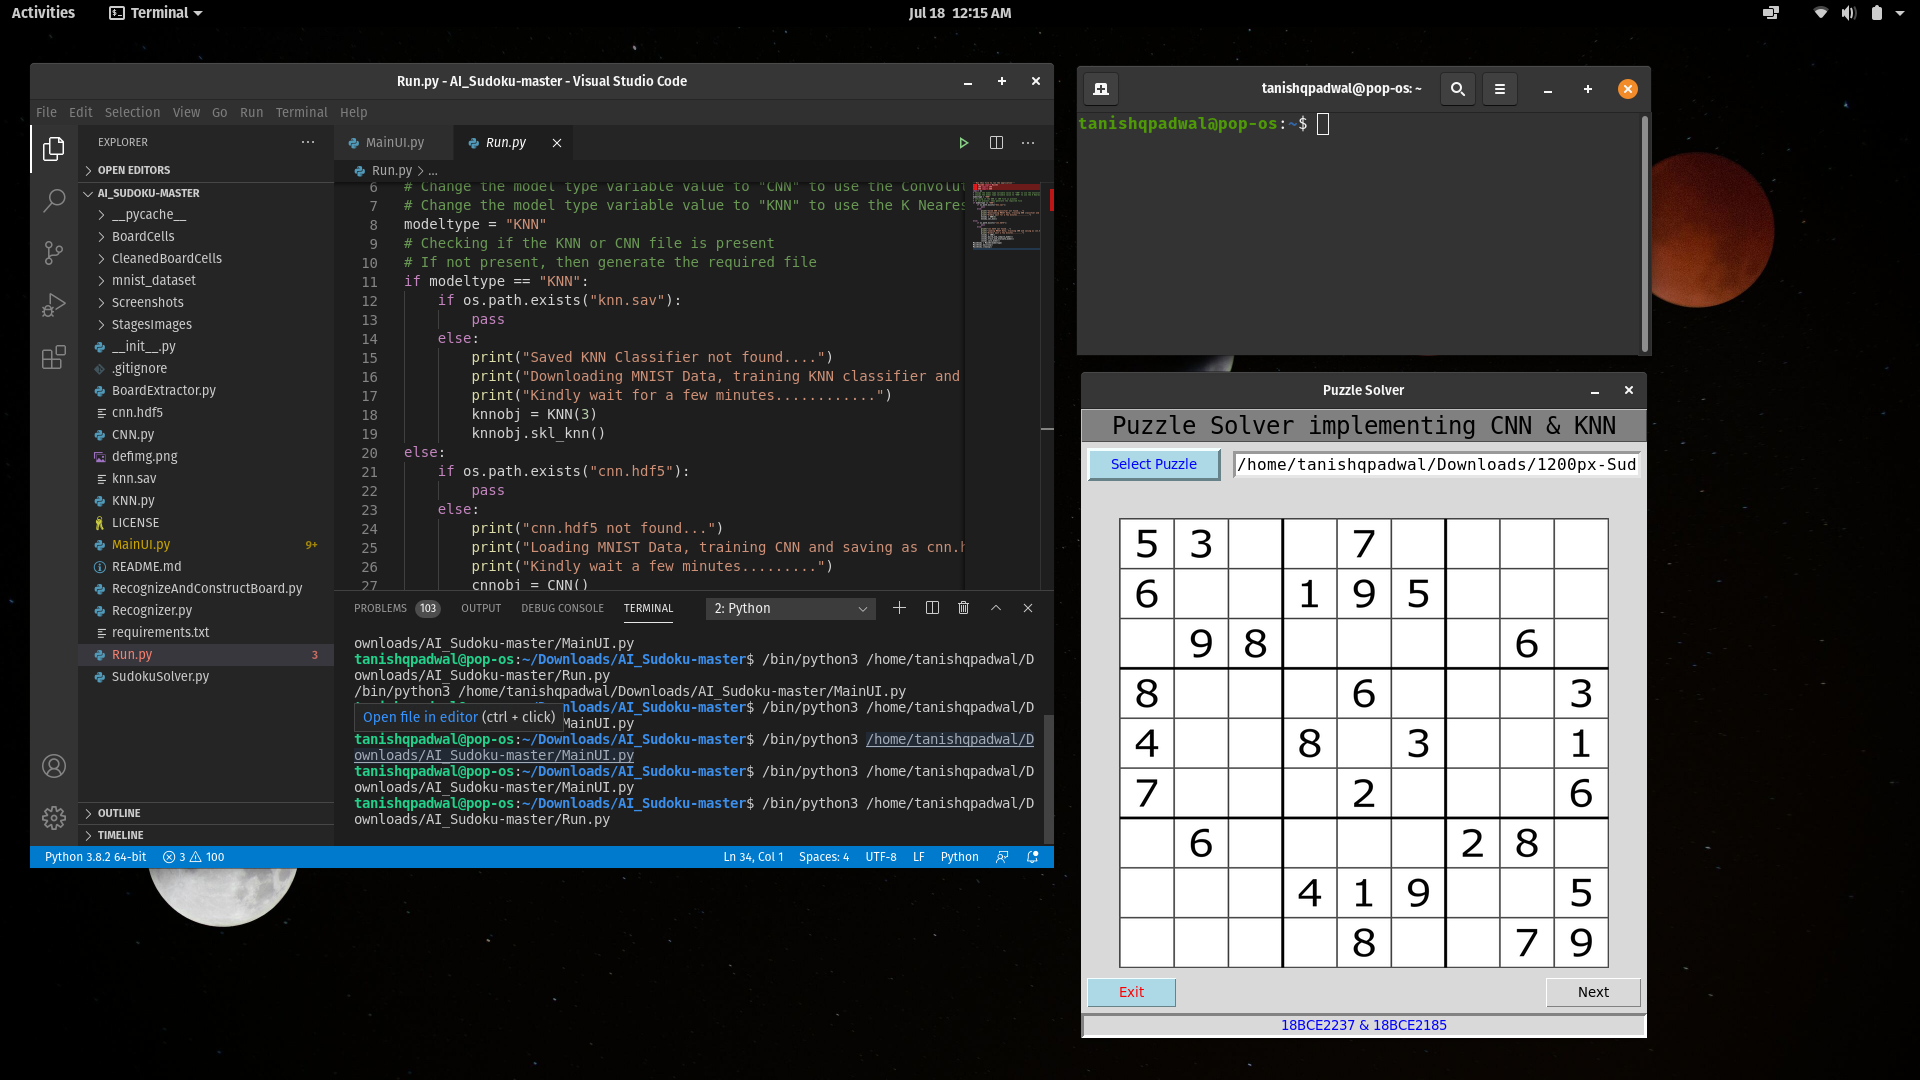 Activities Terminal Jul 18 12:15 AM
Run.py - AI_Sudoku-master - Visual Studio Code
File Edit Selection View Go Run Terminal Help
EXPLORER
OPEN EDITORS
AI_SUDOKU-MASTER
__pycache__
BoardCells
CleanedBoardCells
mnist_dataset
Screenshots
StagesImages
__init__.py
.gitignore
BoardExtractor.py
cnn.hdf5
CNN.py
defimg.png
knn.sav
KNN.py
LICENSE
MainUI.py 9+
README.md
RecognizeAndConstructBoard.py
Recognizer.py
requirements.txt
Run.py 3
SudokuSolver.py
OUTLINE
TIMELINE
MainUI.py Run.py
Run.py > ...
6 # Change the model type variable value to "CNN" to use the Convolut
7 # Change the model type variable value to "KNN" to use the K Neares
8 modeltype = "KNN"
9 # Checking if the KNN or CNN file is present
10 # If not present, then generate the required file
11 if modeltype == "KNN":
12 if os.path.exists("knn.sav"):
13 pass
14 else:
15 print("Saved KNN Classifier not found....")
16 print("Downloading MNIST Data, training KNN classifier and
17 print("Kindly wait for a few minutes............")
18 knnobj = KNN(3)
19 knnobj.skl_knn()
20 else:
21 if os.path.exists("cnn.hdf5"):
22 pass
23 else:
24 print("cnn.hdf5 not found...")
25 print("Loading MNIST Data, training CNN and saving as cnn.h
26 print("Kindly wait a few minutes.........")
27 cnnobj = CNN()
PROBLEMS 103 OUTPUT DEBUG CONSOLE TERMINAL 2: Python
ownloads/AI_Sudoku-master/MainUI.py
tanishqpadwal@pop-os:~/Downloads/AI_Sudoku-master$ /bin/python3 /home/tanishqpadwal/D
ownloads/AI_Sudoku-master/Run.py
/bin/python3 /home/tanishqpadwal/Downloads/AI_Sudoku-master/MainUI.py
ownloads/AI_Sudoku-master$ /bin/python3 /home/tanishqpadwal/D
Open file in editor (ctrl + click) MainUI.py
tanishqpadwal@pop-os:~/Downloads/AI_Sudoku-master$ /bin/python3 /home/tanishqpadwal/D
ownloads/AI_Sudoku-master/MainUI.py
tanishqpadwal@pop-os:~/Downloads/AI_Sudoku-master$ /bin/python3 /home/tanishqpadwal/D
ownloads/AI_Sudoku-master/MainUI.py
tanishqpadwal@pop-os:~/Downloads/AI_Sudoku-master$ /bin/python3 /home/tanishqpadwal/D
ownloads/AI_Sudoku-master/Run.py
Python 3.8.2 64-bit 3 100 Ln 34, Col 1 Spaces: 4 UTF-8 LF Python
tanishqpadwal@pop-os: ~
tanishqpadwal@pop-os:~$
Puzzle Solver
Puzzle Solver implementing CNN & KNN
Select Puzzle /home/tanishqpadwal/Downloads/1200px-Sud
5 3 7
6 1 9 5
9 8 6
8 6 3
4 8 3 1
7 2 6
6 2 8
4 1 9 5
8 7 9
Exit Next
18BCE2237 & 18BCE2185